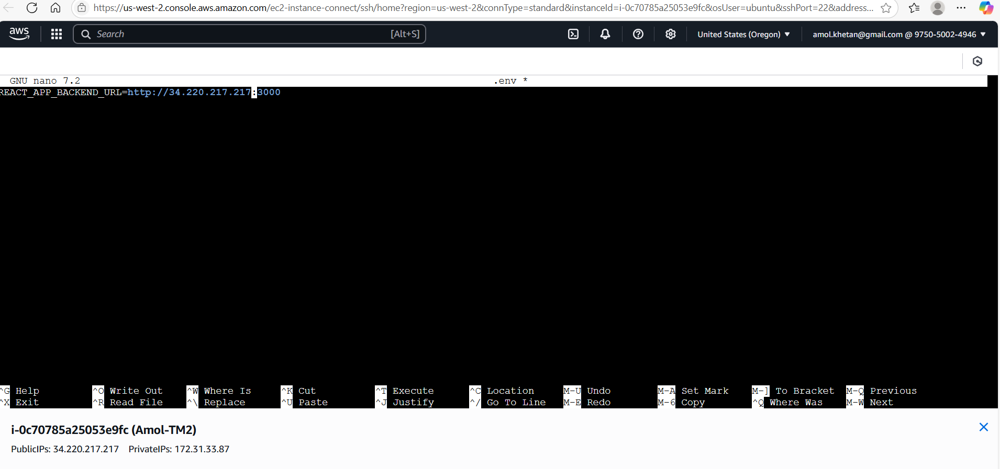 https://us-west-2.console.aws.amazon.com/ec2-instance-connect/ssh/home?region=us-west-2&connType=standard&instanceId=i-0c70785a25053e9fc&osUser=ubuntu&sshPort=22&address...
aws Search [Alt+S] United States (Oregon) amol.khetan@gmail.com @ 9750-5002-4946
GNU nano 7.2 .env *
REACT_APP_BACKEND_URL=http://34.220.217.217:3000
^G Help ^O Write Out ^W Where Is ^K Cut ^T Execute ^C Location M-U Undo M-A Set Mark M-] To Bracket M-Q Previous
^X Exit ^R Read File ^\ Replace ^U Paste ^J Justify ^/ Go To Line M-E Redo M-6 Copy ^Q Where Was M-W Next
i-0c70785a25053e9fc (Amol-TM2)
PublicIPs: 34.220.217.217 PrivateIPs: 172.31.33.87